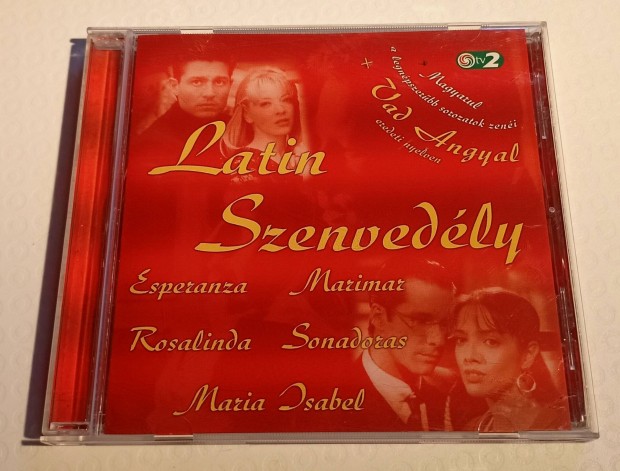 tv2
Magyarul
a legnépszerűbb sorozatok zenéi
+
Vad Angyal
eredeti nyelven
Latin
Szenvedély
Esperanza Marimar
Rosalinda Sonadoras
Maria Isabel